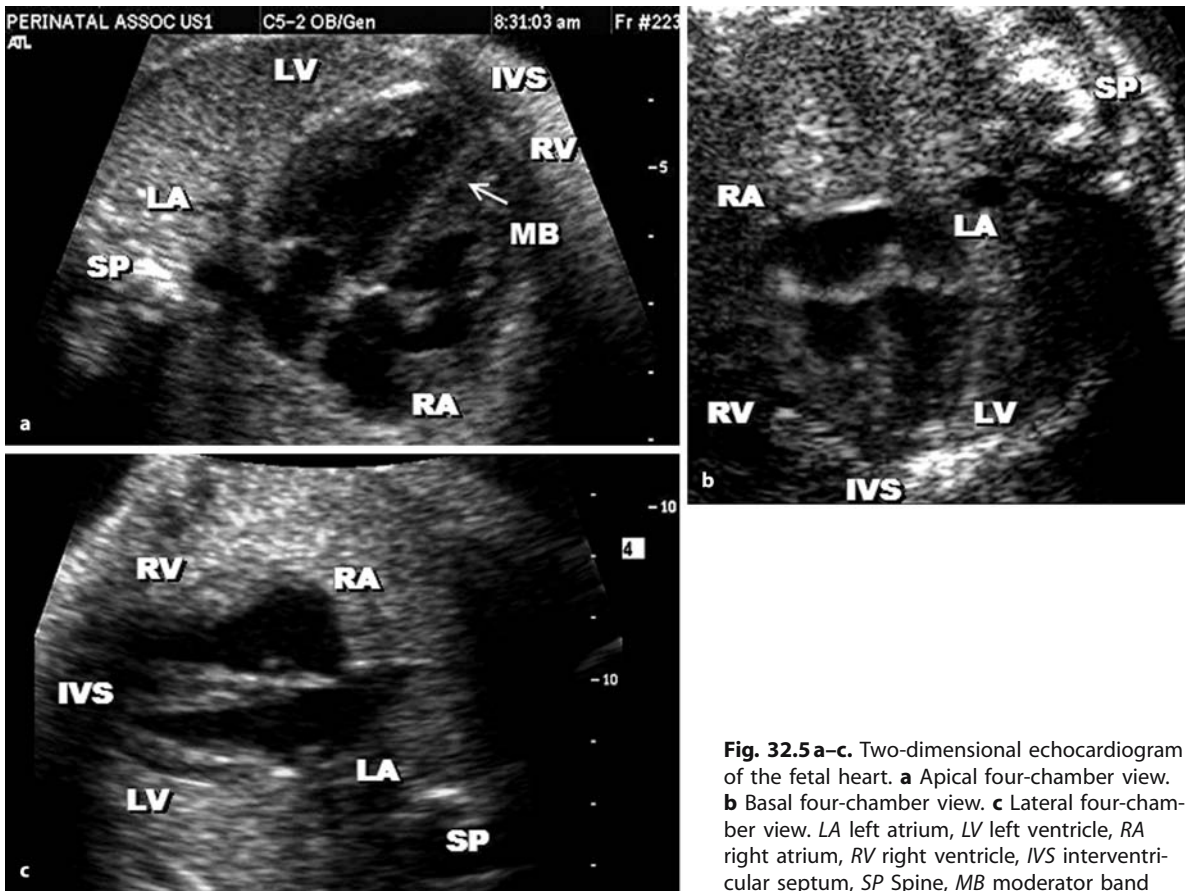 PERINATAL ASSOC US1 C5-2 OB/Gen 8:31:03 am Fr #223
ATL
LV
IVS
RV
LA
MB
SP
RA
a
5
SP
RA
LA
RV
LV
IVS
b
10
4
RV
RA
IVS
10
LA
LV
SP
c
Fig. 32.5 a–c. Two-dimensional echocardiogram
of the fetal heart. a Apical four-chamber view.
b Basal four-chamber view. c Lateral four-cham-
ber view. LA left atrium, LV left ventricle, RA
right atrium, RV right ventricle, IVS interventri-
cular septum, SP Spine, MB moderator band